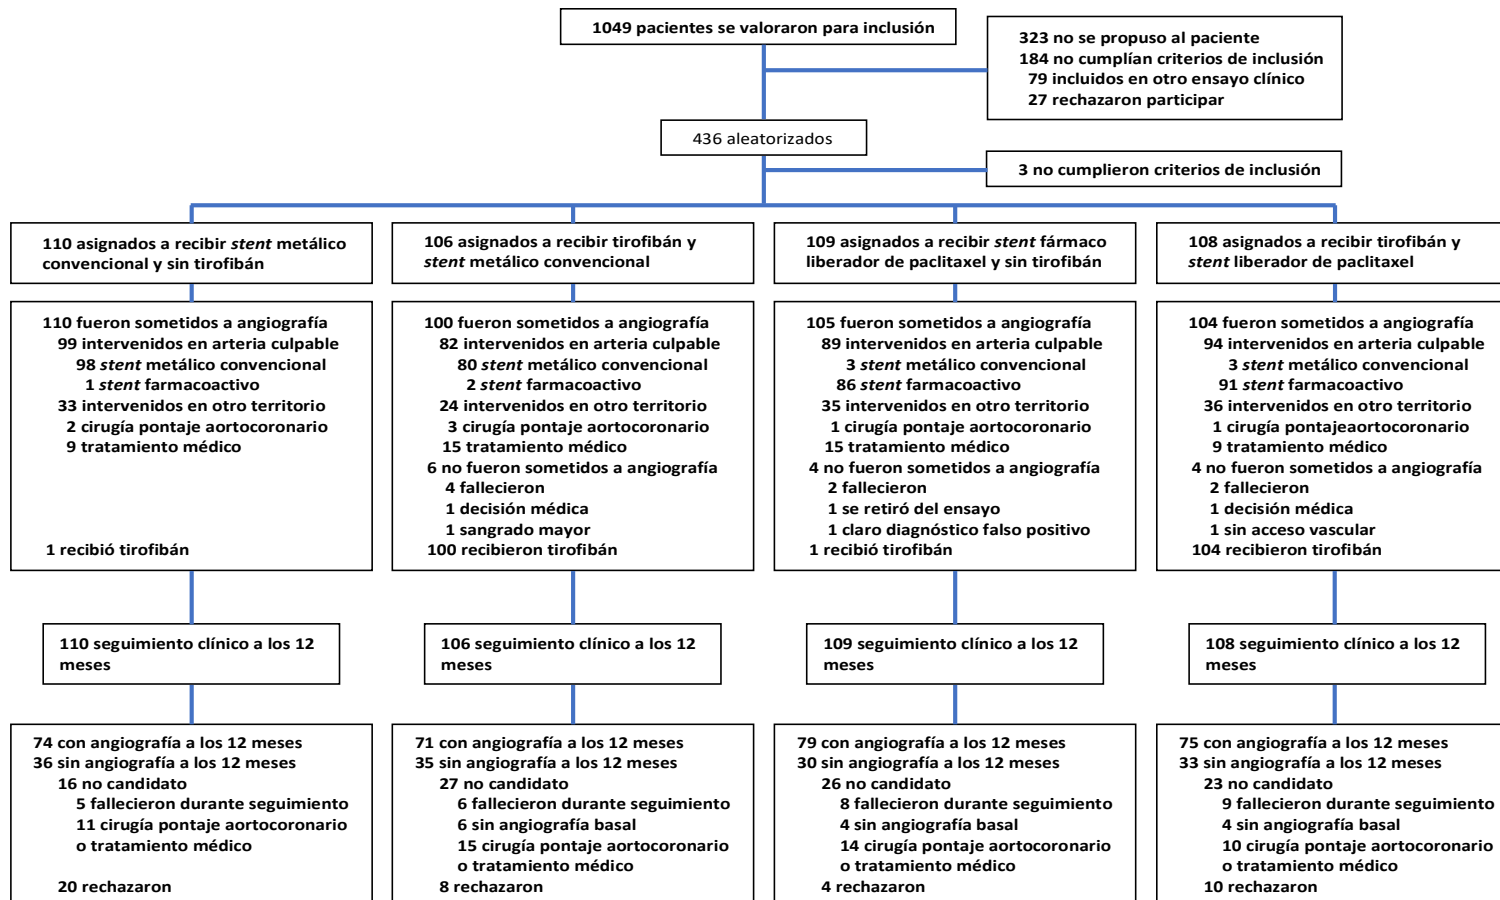 1049 pacientes se valoraron para inclusión
323 no se propuso al paciente
184 no cumplían criterios de inclusión
79 incluidos en otro ensayo clínico
27 rechazaron participar
436 aleatorizados
3 no cumplieron criterios de inclusión
110 asignados a recibir stent metálico
convencional y sin tirofibán
106 asignados a recibir tirofibán y
stent metálico convencional
109 asignados a recibir stent fármaco
liberador de paclitaxel y sin tirofibán
108 asignados a recibir tirofibán y
stent liberador de paclitaxel
110 fueron sometidos a angiografía
99 intervenidos en arteria culpable
98 stent metálico convencional
1 stent farmacoactivo
33 intervenidos en otro territorio
2 cirugía pontaje aortocoronario
9 tratamiento médico
1 recibió tirofibán
100 fueron sometidos a angiografía
82 intervenidos en arteria culpable
80 stent metálico convencional
2 stent farmacoactivo
24 intervenidos en otro territorio
3 cirugía pontaje aortocoronario
15 tratamiento médico
6 no fueron sometidos a angiografía
4 fallecieron
1 decisión médica
1 sangrado mayor
100 recibieron tirofibán
105 fueron sometidos a angiografía
89 intervenidos en arteria culpable
3 stent metálico convencional
86 stent farmacoactivo
35 intervenidos en otro territorio
1 cirugía pontaje aortocoronario
15 tratamiento médico
4 no fueron sometidos a angiografía
2 fallecieron
1 se retiró del ensayo
1 claro diagnóstico falso positivo
1 recibió tirofibán
104 fueron sometidos a angiografía
94 intervenidos en arteria culpable
3 stent metálico convencional
91 stent farmacoactivo
36 intervenidos en otro territorio
1 cirugía pontajeaortocoronario
9 tratamiento médico
4 no fueron sometidos a angiografía
2 fallecieron
1 decisión médica
1 sin acceso vascular
104 recibieron tirofibán
110 seguimiento clínico a los 12
meses
106 seguimiento clínico a los 12
meses
109 seguimiento clínico a los 12
meses
108 seguimiento clínico a los 12
meses
74 con angiografía a los 12 meses
36 sin angiografía a los 12 meses
16 no candidato
5 fallecieron durante seguimiento
11 cirugía pontaje aortocoronario
o tratamiento médico
20 rechazaron
71 con angiografía a los 12 meses
35 sin angiografía a los 12 meses
27 no candidato
6 fallecieron durante seguimiento
6 sin angiografía basal
15 cirugía pontaje aortocoronario
o tratamiento médico
8 rechazaron
79 con angiografía a los 12 meses
30 sin angiografía a los 12 meses
26 no candidato
8 fallecieron durante seguimiento
4 sin angiografía basal
14 cirugía pontaje aortocoronario
o tratamiento médico
4 rechazaron
75 con angiografía a los 12 meses
33 sin angiografía a los 12 meses
23 no candidato
9 fallecieron durante seguimiento
4 sin angiografía basal
10 cirugía pontaje aortocoronario
o tratamiento médico
10 rechazaron